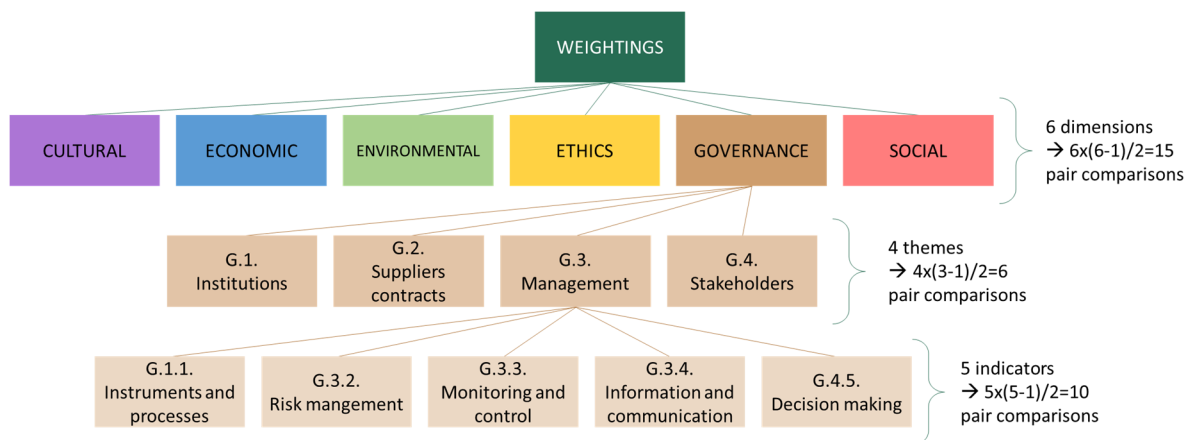 WEIGHTINGS
CULTURAL
ECONOMIC
ENVIRONMENTAL
ETHICS
GOVERNANCE
SOCIAL
6 dimensions
→ 6x(6-1)/2=15
pair comparisons
G.1.
Institutions
G.2.
Suppliers
contracts
G.3.
Management
G.4.
Stakeholders
4 themes
→ 4x(3-1)/2=6
pair comparisons
G.1.1.
Instruments and
processes
G.3.2.
Risk mangement
G.3.3.
Monitoring and
control
G.3.4.
Information and
communication
G.4.5.
Decision making
5 indicators
→ 5x(5-1)/2=10
pair comparisons